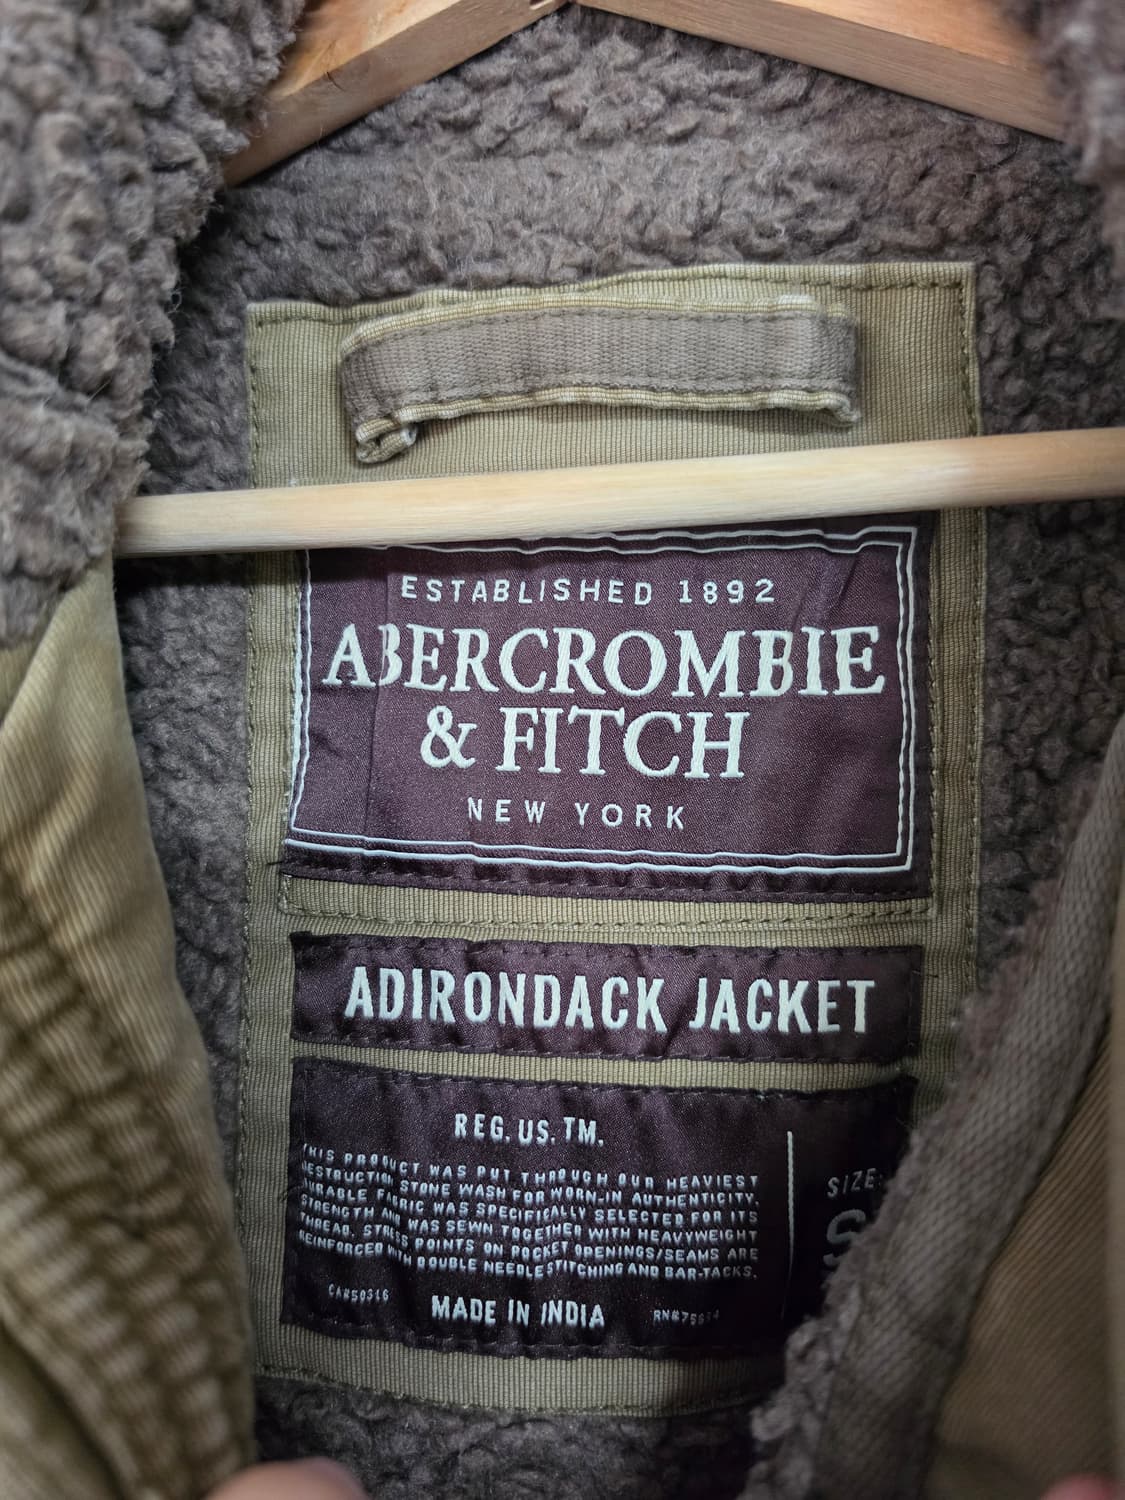 ESTABLISHED 1892
ABERCROMBIE
& FITCH
NEW YORK
ADIRONDACK JACKET
REG. US. TM.
THIS PRODUCT WAS PUT THROUGH OUR HEAVIEST
DESTRUCTION STONE WASH FOR WORN-IN AUTHENTICITY.
DURABLE FABRIC WAS SPECIFICALLY SELECTED FOR ITS
STRENGTH AND WAS SEWN TOGETHER WITH HEAVYWEIGHT
THREAD. STRESS POINTS ON POCKET OPENINGS/SEAMS ARE
REINFORCED WITH DOUBLE NEEDLE STITCHING AND BAR-TACKS.
CA#50316
MADE IN INDIA
SIZE: